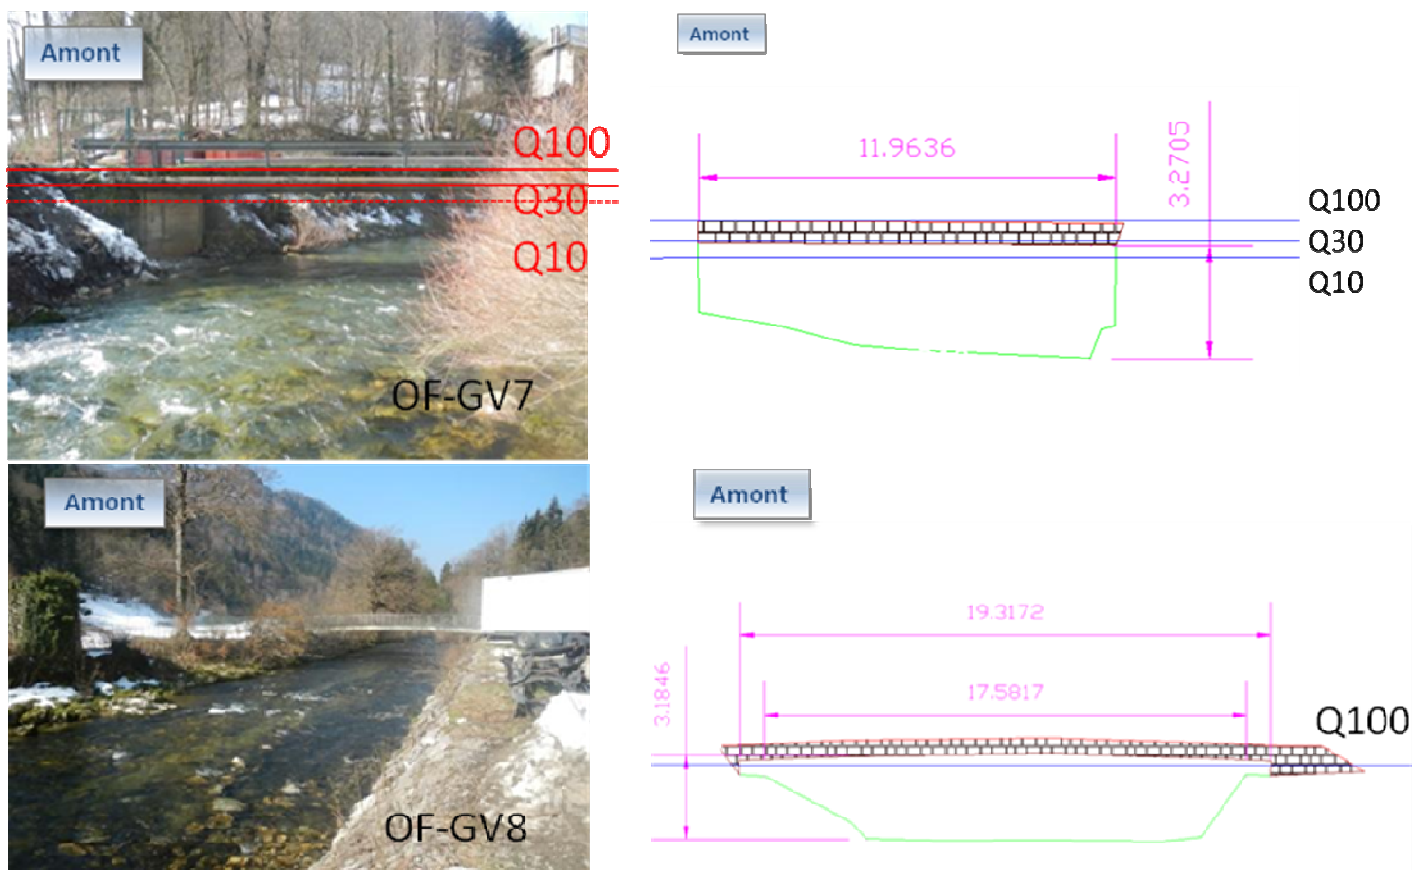 Amont
Q100
Q30
Q10
OF-GV7
Amont
11.9636
3.2705
Q100
Q30
Q10
Amont
OF-GV8
Amont
19.3172
17.5817
3.1846
Q100